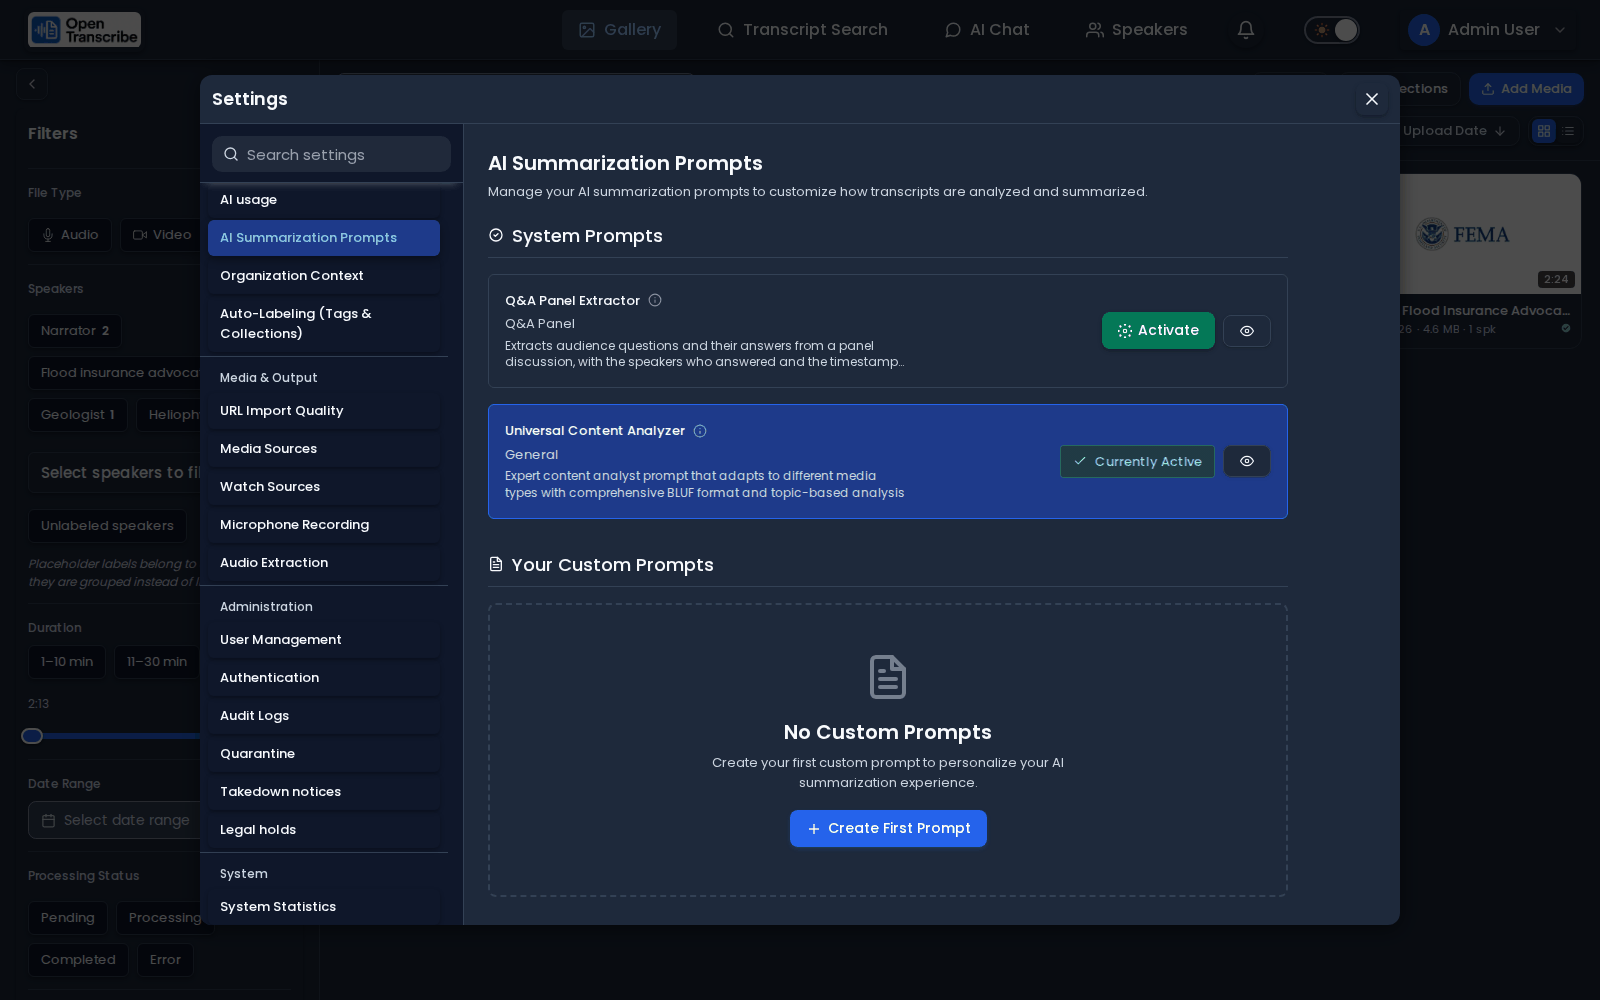 Open
Transcribe
Gallery
Transcript Search
AI Chat
Speakers
A
Admin User
Settings
ections
Add Media
Filters
Search settings
Upload Date
File Type
Audio
Video
Speakers
Narrator 2
Flood insurance advocat
Geologist 1
Select speakers to fil
Unlabeled speakers
Placeholder labels belong to
they are grouped instead of
Duration
1–10 min
11–30 min
2:13
Date Range
Select date range
Processing Status
Pending
Processing
Completed
Error
AI usage
AI Summarization Prompts
Organization Context
Auto-Labeling (Tags &
Collections)
Media & Output
URL Import Quality
Media Sources
Watch Sources
Microphone Recording
Audio Extraction
Administration
User Management
Authentication
Audit Logs
Quarantine
Takedown notices
Legal holds
System
System Statistics
AI Summarization Prompts
Manage your AI summarization prompts to customize how transcripts are analyzed and summarized.
System Prompts
Q&A Panel Extractor
Q&A Panel
Extracts audience questions and their answers from a panel
discussion, with the speakers who answered and the timestamp…
Activate
Universal Content Analyzer
General
Expert content analyst prompt that adapts to different media
types with comprehensive BLUF format and topic-based analysis
Currently Active
Your Custom Prompts
No Custom Prompts
Create your first custom prompt to personalize your AI
summarization experience.
Create First Prompt
FEMA
2:24
Flood Insurance Advoca...
26 · 4.6 MB · 1 spk